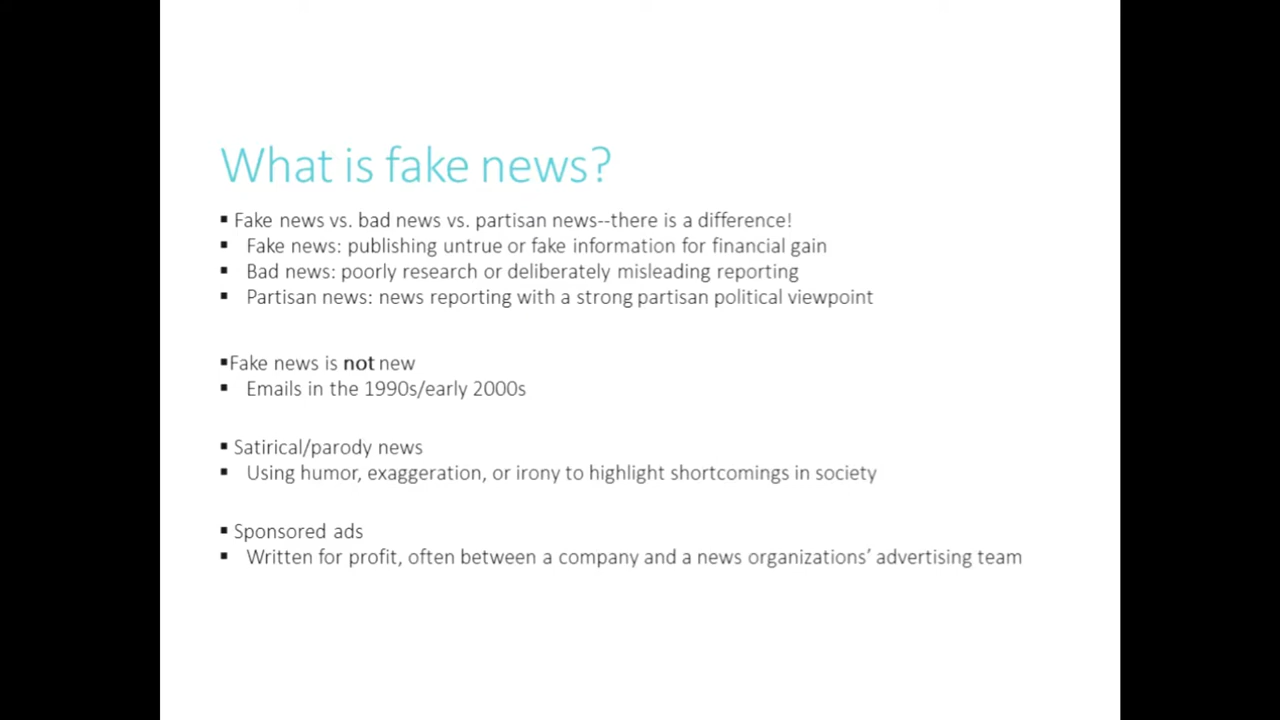 What is fake news?
▪ Fake news vs. bad news vs. partisan news--there is a difference!
▪ Fake news: publishing untrue or fake information for financial gain
▪ Bad news: poorly research or deliberately misleading reporting
▪ Partisan news: news reporting with a strong partisan political viewpoint
▪Fake news is not new
▪ Emails in the 1990s/early 2000s
▪ Satirical/parody news
▪ Using humor, exaggeration, or irony to highlight shortcomings in society
▪ Sponsored ads
▪ Written for profit, often between a company and a news organizations’ advertising team